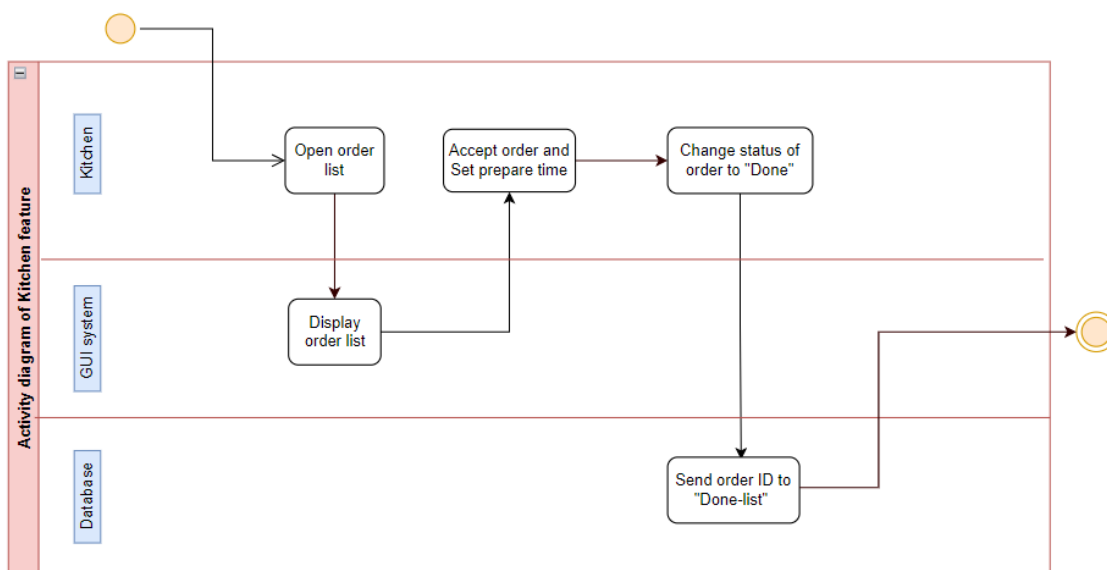 Activity diagram of Kitchen feature
Kitchen
Open order
list
Accept order and
Set prepare time
Change status of
order to "Done"
GUI system
Display
order list
Database
Send order ID to
"Done-list"